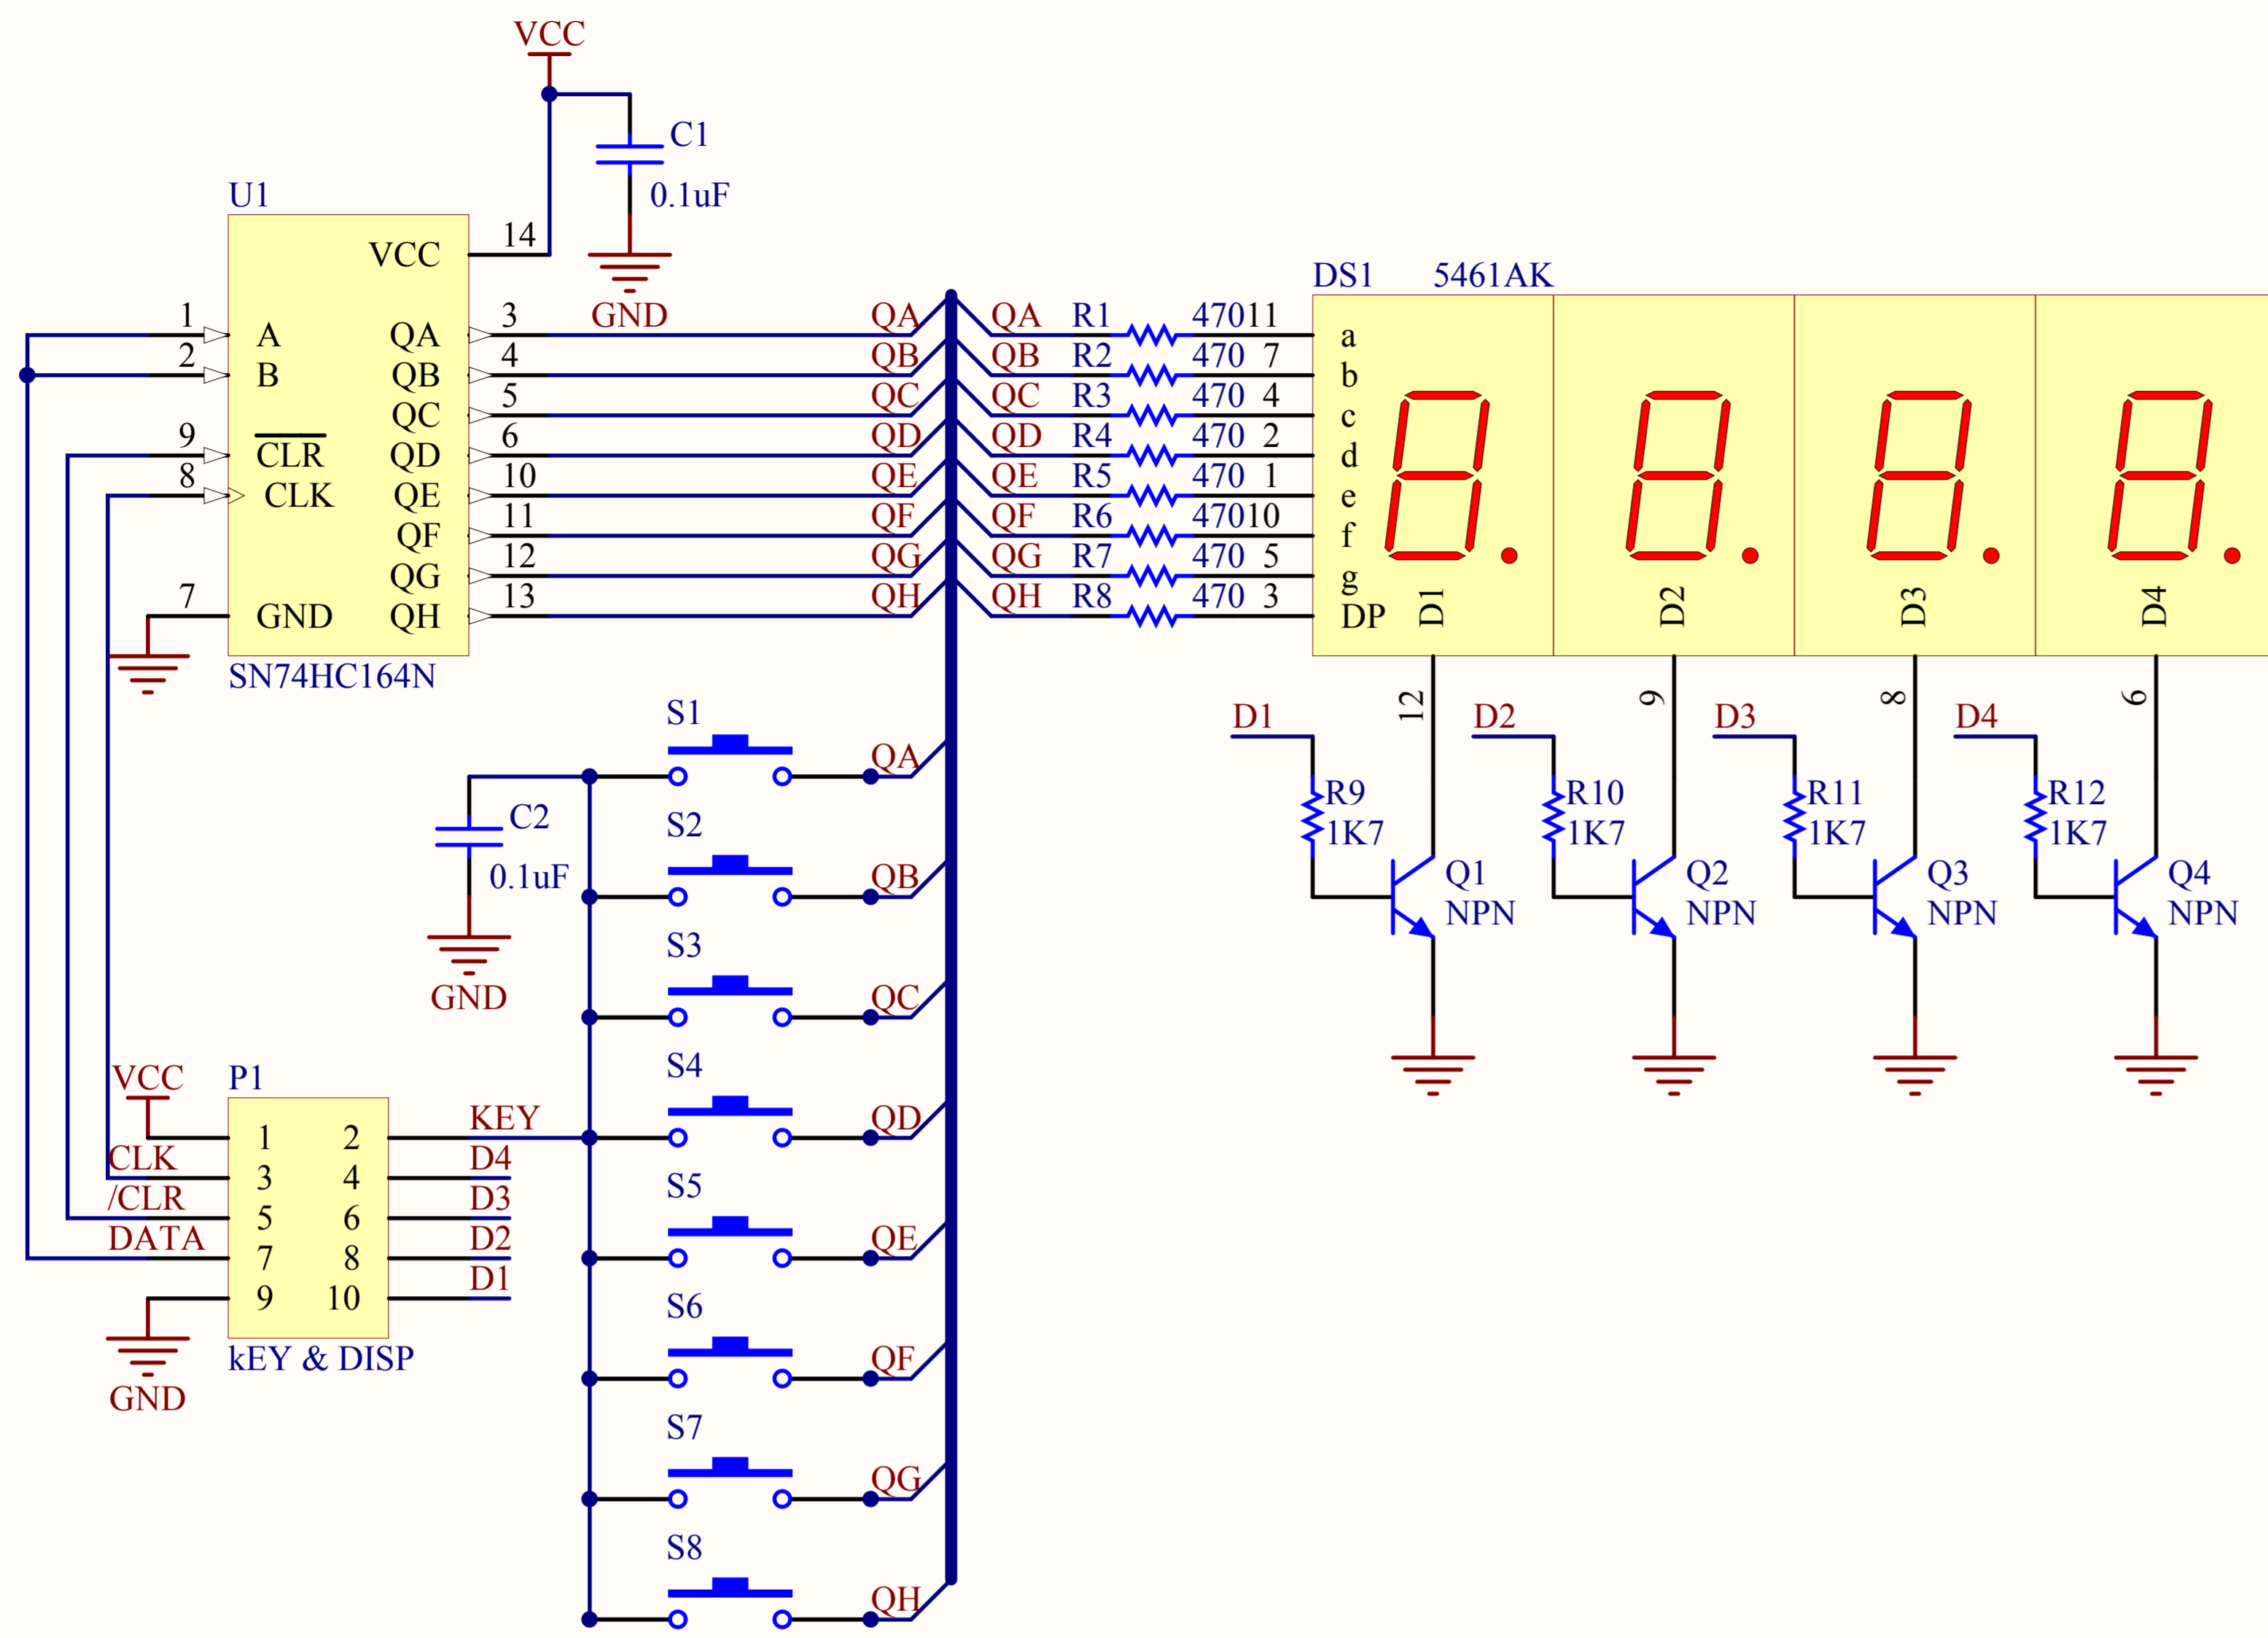 VCC
C1
0.1uF
U1
VCC 14
1 A QA 3 GND QA QA R1 470 11 a
2 B QB 4 QB QB R2 470 7 b
QC 5 QC QC R3 470 4 c
9 CLR QD 6 QD QD R4 470 2 d
8 CLK QE 10 QE QE R5 470 1 e
QF 11 QF QF R6 470 10 f
QG 12 QG QG R7 470 5 g
7 GND QH 13 QH QH R8 470 3 DP
SN74HC164N
DS1 5461AK
D1 D2 D3 D4
12 9 8 6
D1 D2 D3 D4
R9 R10 R11 R12
1K7 1K7 1K7 1K7
Q1 Q2 Q3 Q4
NPN NPN NPN NPN
S1
QA
C2
0.1uF
GND
S2
QB
S3
QC
S4
QD
S5
QE
S6
QF
S7
QG
S8
QH
VCC P1
1 2 KEY
CLK 3 4 D4
/CLR 5 6 D3
DATA 7 8 D2
9 10 D1
kEY & DISP
GND